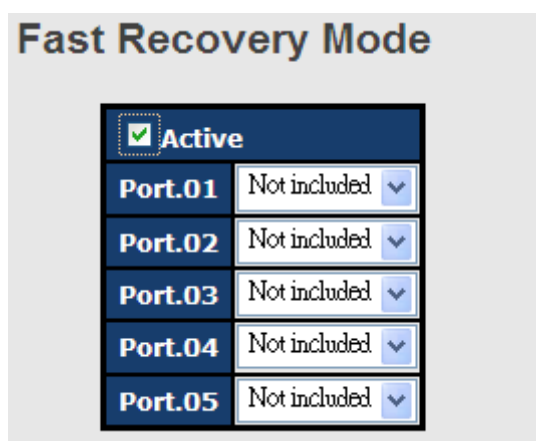 Fast Recovery Mode
Active
Port.01 Not included
Port.02 Not included
Port.03 Not included
Port.04 Not included
Port.05 Not included